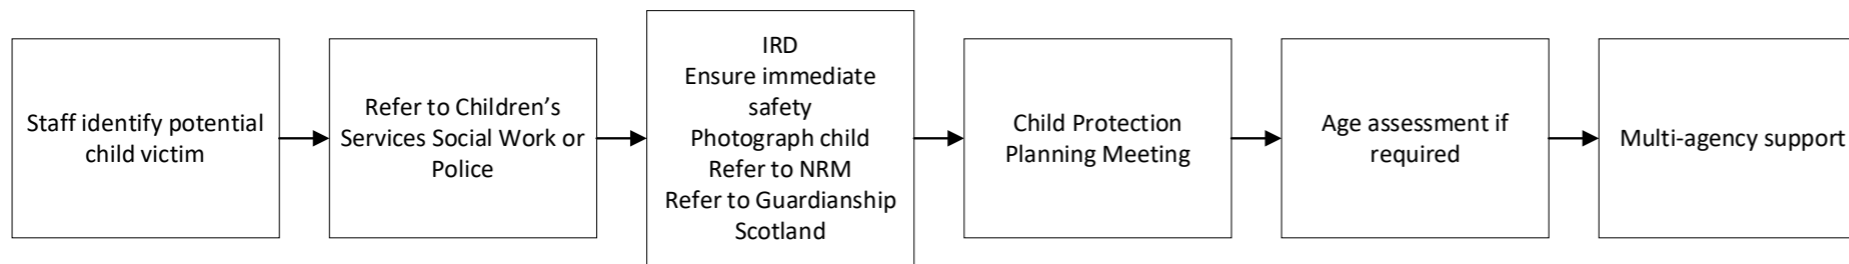 Staff identify potential
child victim
Refer to Children’s
Services Social Work or
Police
IRD
Ensure immediate
safety
Photograph child
Refer to NRM
Refer to Guardianship
Scotland
Child Protection
Planning Meeting
Age assessment if
required
Multi-agency support